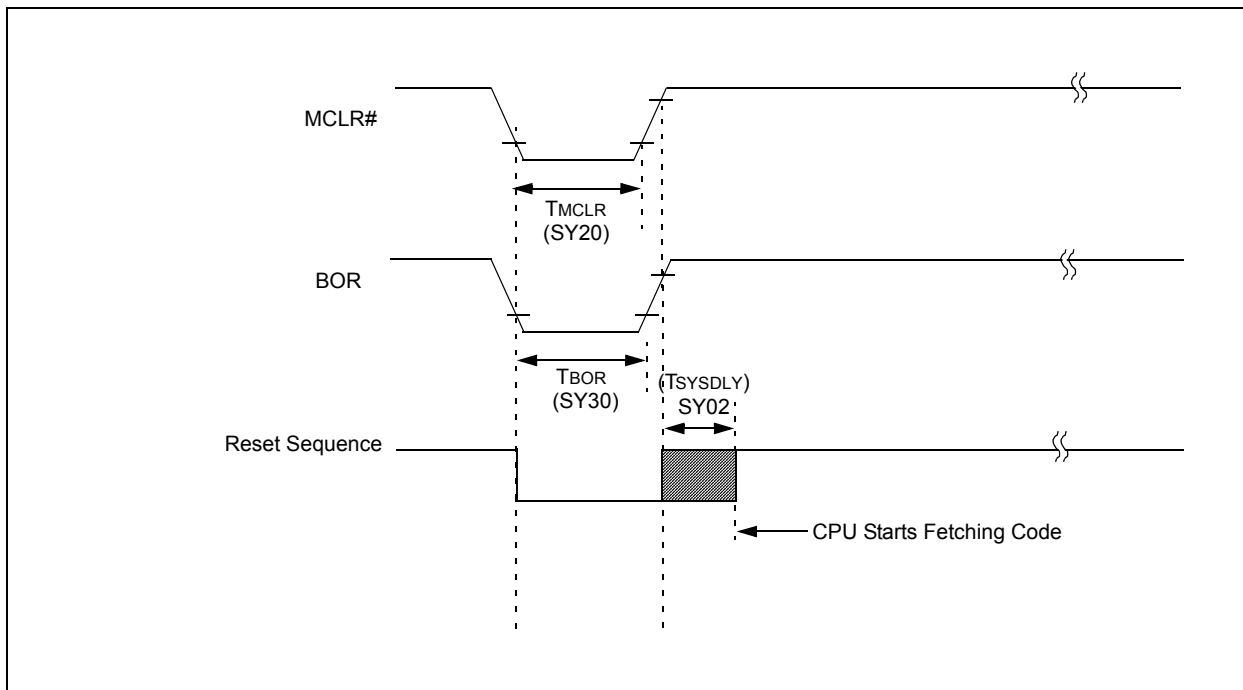 MCLR#
TMCLR
(SY20)
BOR
TBOR
(SY30)
(TSYSDLY)
SY02
Reset Sequence
CPU Starts Fetching Code